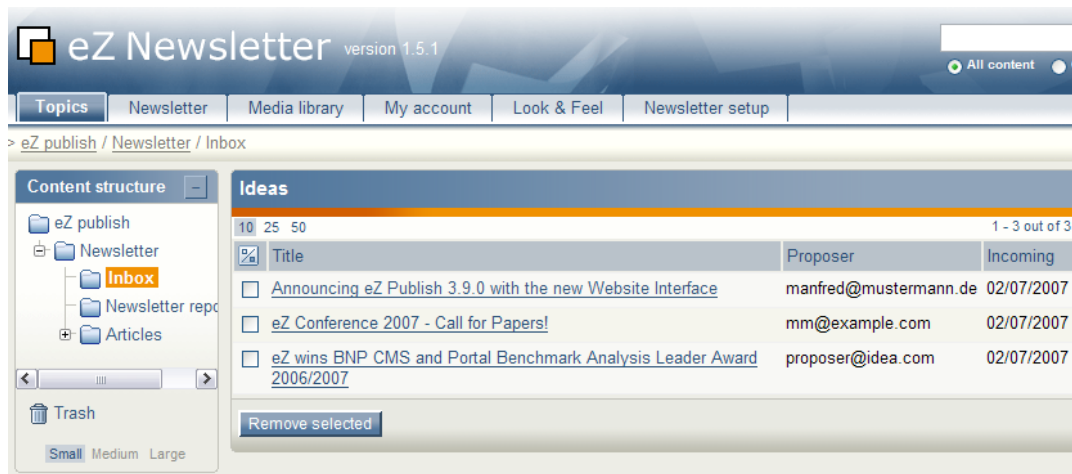 eZ Newsletter version 1.5.1
All content
Topics Newsletter Media library My account Look & Feel Newsletter setup
> eZ publish / Newsletter / Inbox
Content structure
eZ publish
Newsletter
Inbox
Newsletter repo
Articles
Trash
Small Medium Large
Ideas
10 25 50 1 - 3 out of 3
Title Proposer Incoming
Announcing eZ Publish 3.9.0 with the new Website Interface manfred@mustermann.de 02/07/2007
eZ Conference 2007 - Call for Papers! mm@example.com 02/07/2007
eZ wins BNP CMS and Portal Benchmark Analysis Leader Award proposer@idea.com 02/07/2007
2006/2007
Remove selected